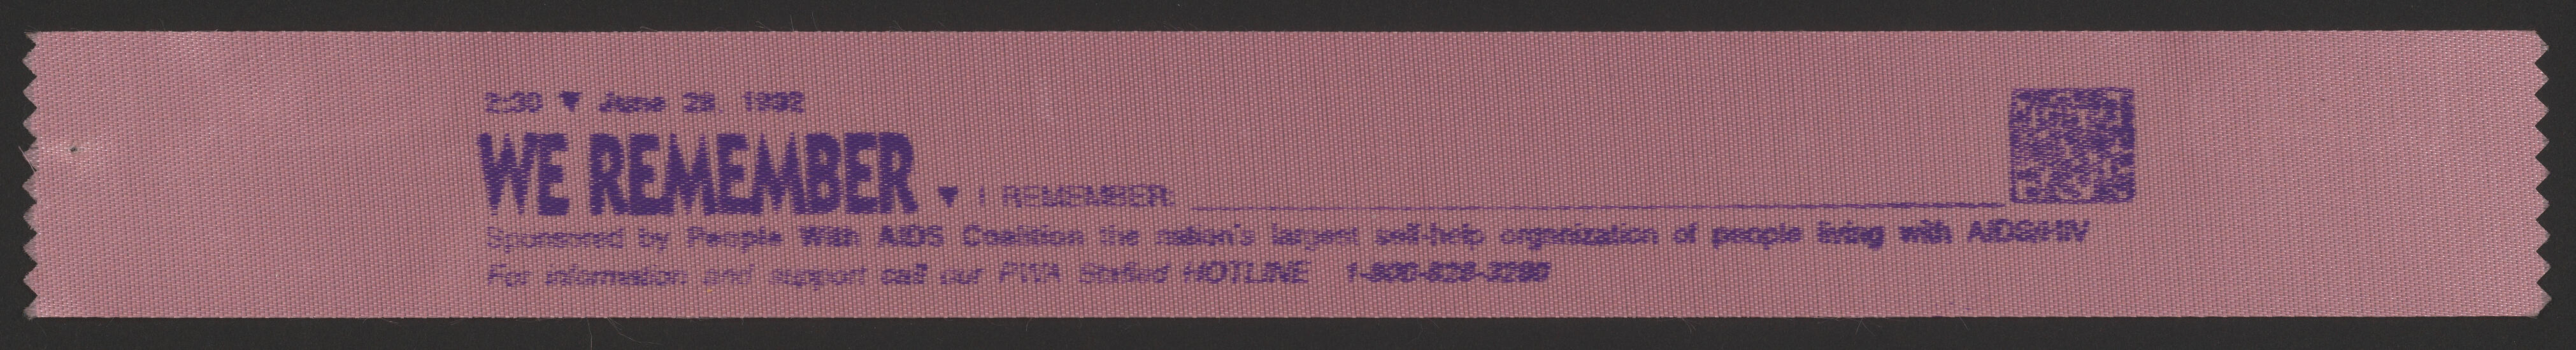 2:30 ▼ June 28, 1992
WE REMEMBER ▼ I REMEMBER:
Sponsored by People With AIDS Coalition the nation's largest self-help organization of people living with AIDS/HIV
For information and support call our PWA Staffed HOTLINE 1-800-828-3280